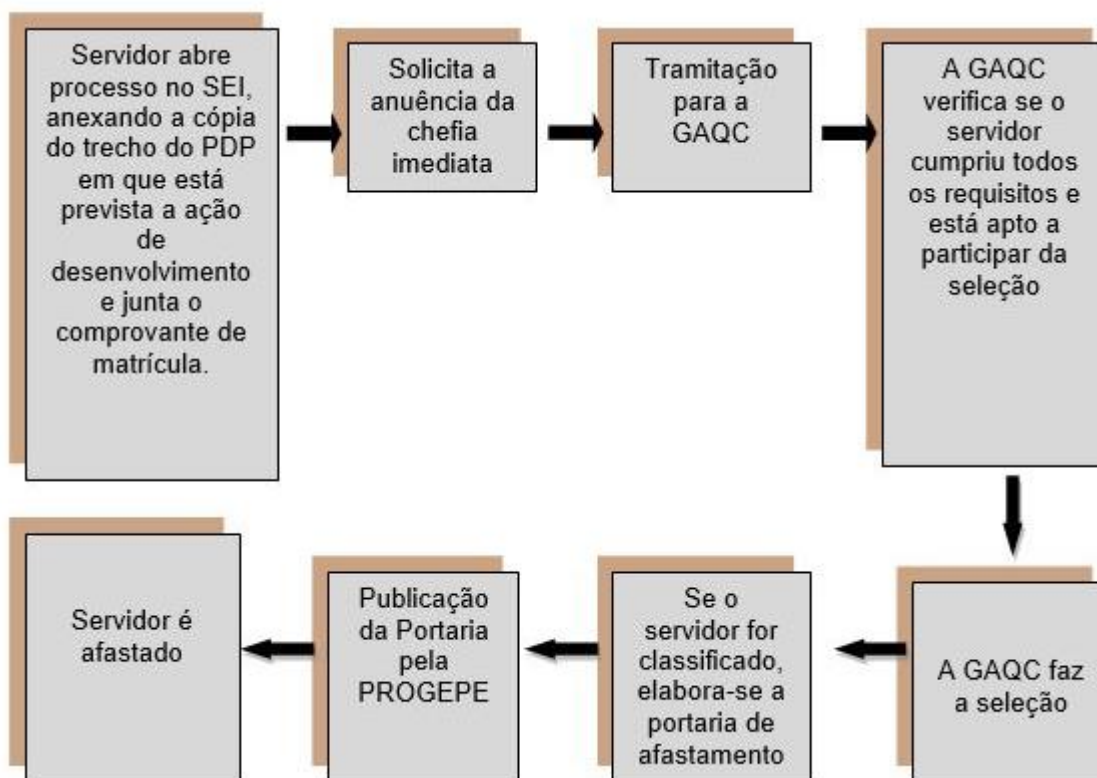 Servidor abre
processo no SEI,
anexando a cópia
do trecho do PDP
em que está
prevista a ação
de
desenvolvimento
e junta o
comprovante de
matrícula.
Solicita a
anuência da
chefia
imediata
Tramitação
para a
GAQC
A GAQC
verifica se o
servidor
cumpriu todos
os requisitos e
está apto a
participar da
seleção
A GAQC faz
a seleção
Se o
servidor for
classificado,
elabora-se a
portaria de
afastamento
Publicação
da Portaria
pela
PROGEPE
Servidor é
afastado